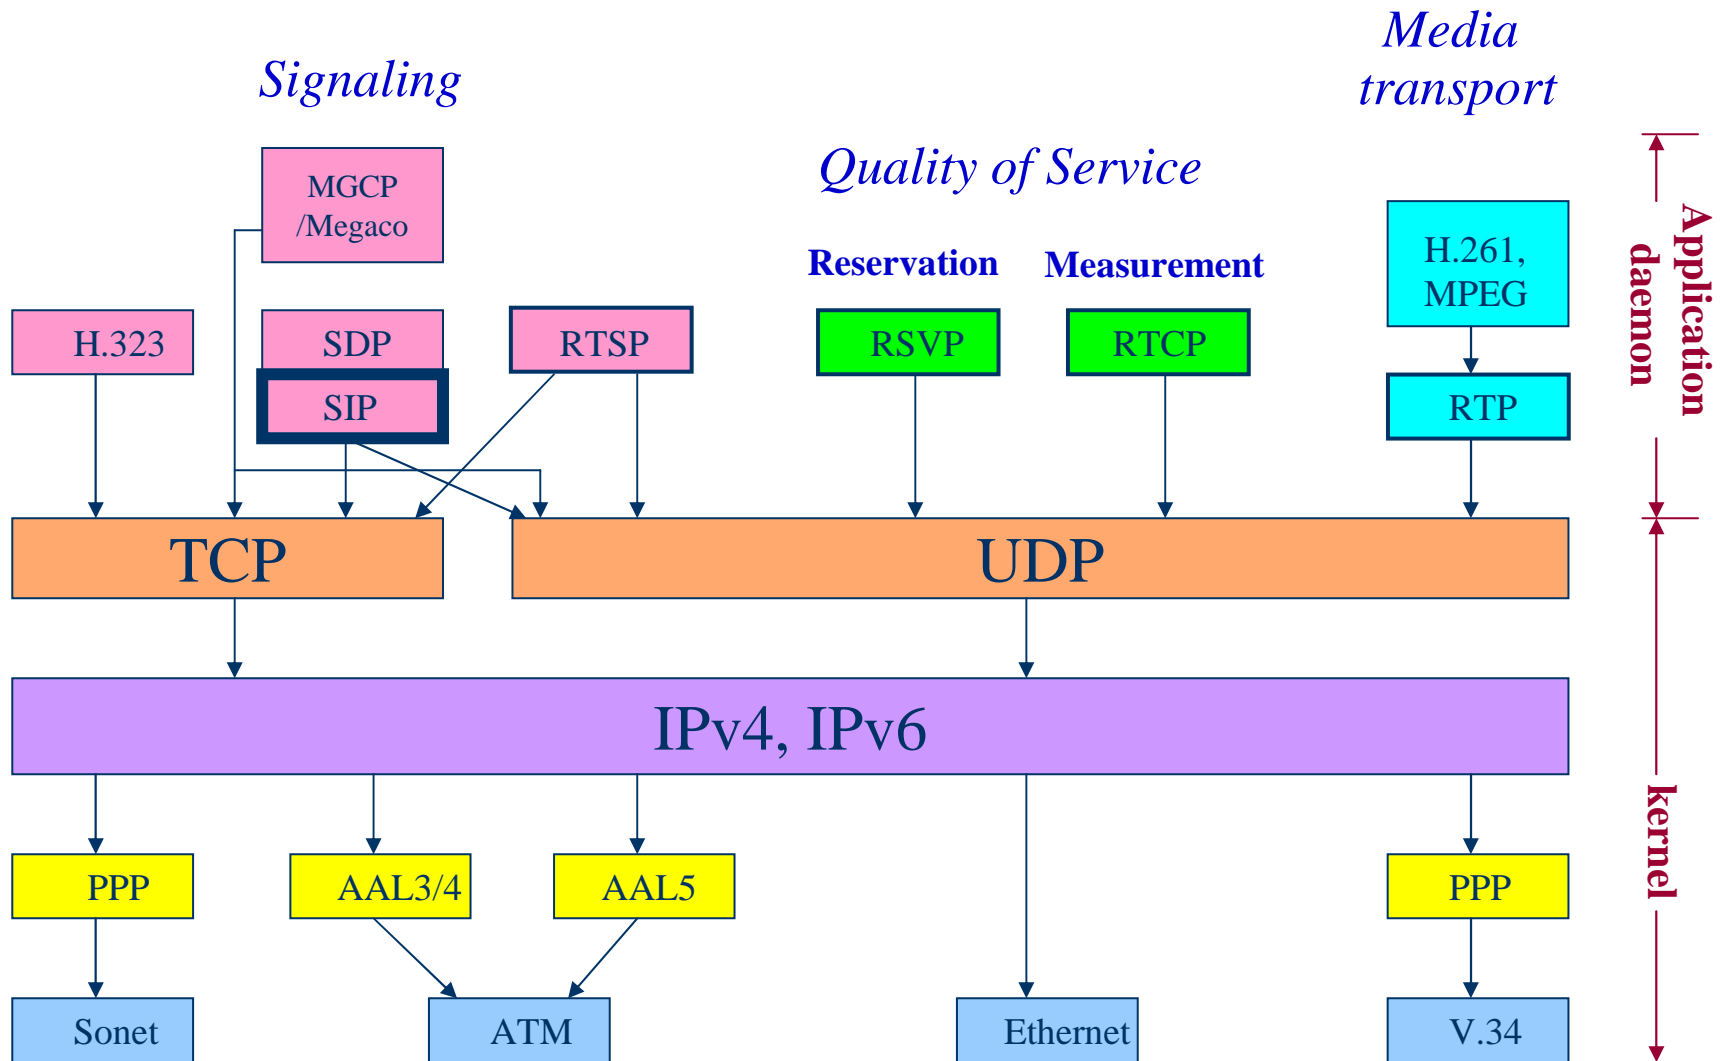 Media
transport
Signaling
Quality of Service
MGCP
/Megaco
Reservation
Measurement
H.261,
MPEG
Application
daemon
H.323
SDP
RTSP
RSVP
RTCP
SIP
RTP
TCP
UDP
IPv4, IPv6
kernel
PPP
AAL3/4
AAL5
PPP
Sonet
ATM
Ethernet
V.34